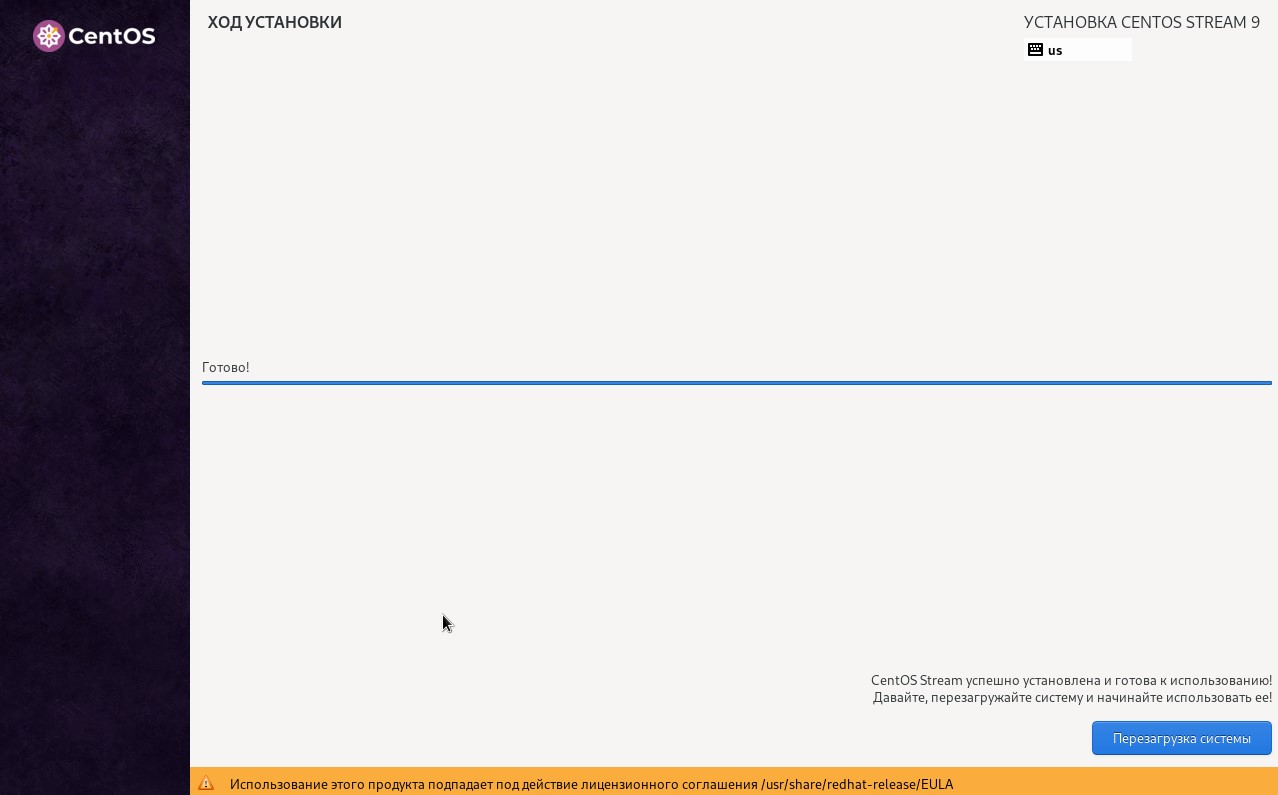 CentOS
ХОД УСТАНОВКИ
УСТАНОВКА CENTOS STREAM 9
us
Готово!
CentOS Stream успешно установлена и готова к использованию!
Давайте, перезагружайте систему и начинайте использовать ее!
Перезагрузка системы
Использование этого продукта подпадает под действие лицензионного соглашения /usr/share/redhat-release/EULA